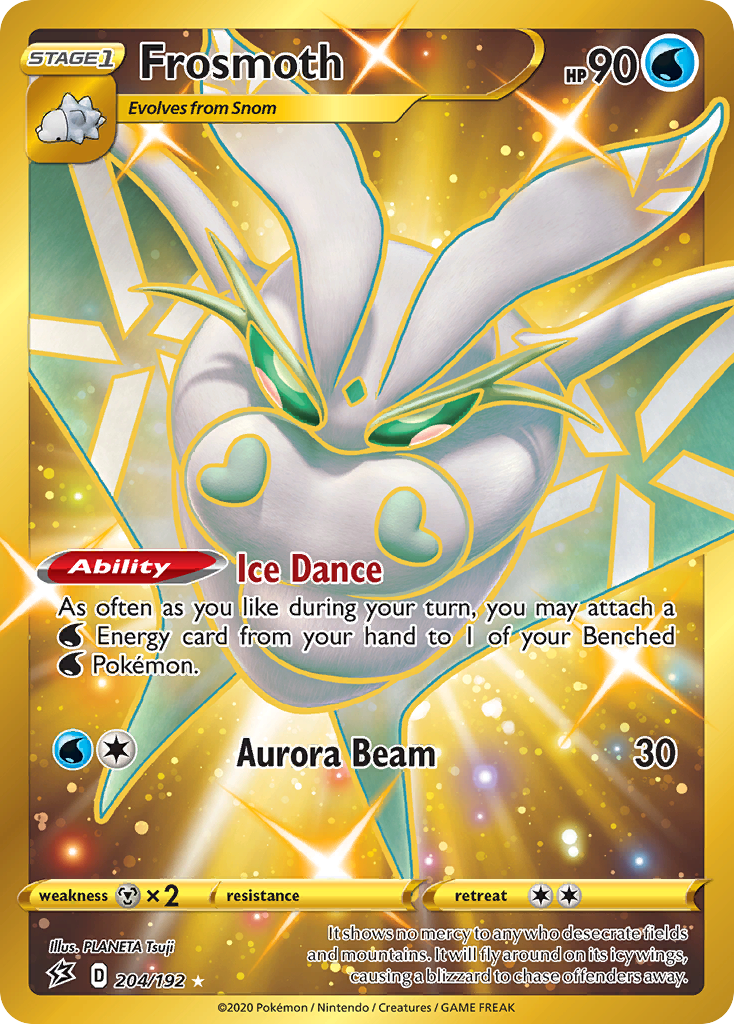 STAGE1 Frosmoth HP90
Evolves from Snom
Ability Ice Dance
As often as you like during your turn, you may attach a
Energy card from your hand to 1 of your Benched
Pokémon.
Aurora Beam 30
weakness ×2 resistance retreat
Illus. PLANETA Tsuji
It shows no mercy to any who desecrate fields
and mountains. It will fly around on its icy wings,
causing a blizzard to chase offenders away.
D 204/192
©2020 Pokémon / Nintendo / Creatures / GAME FREAK